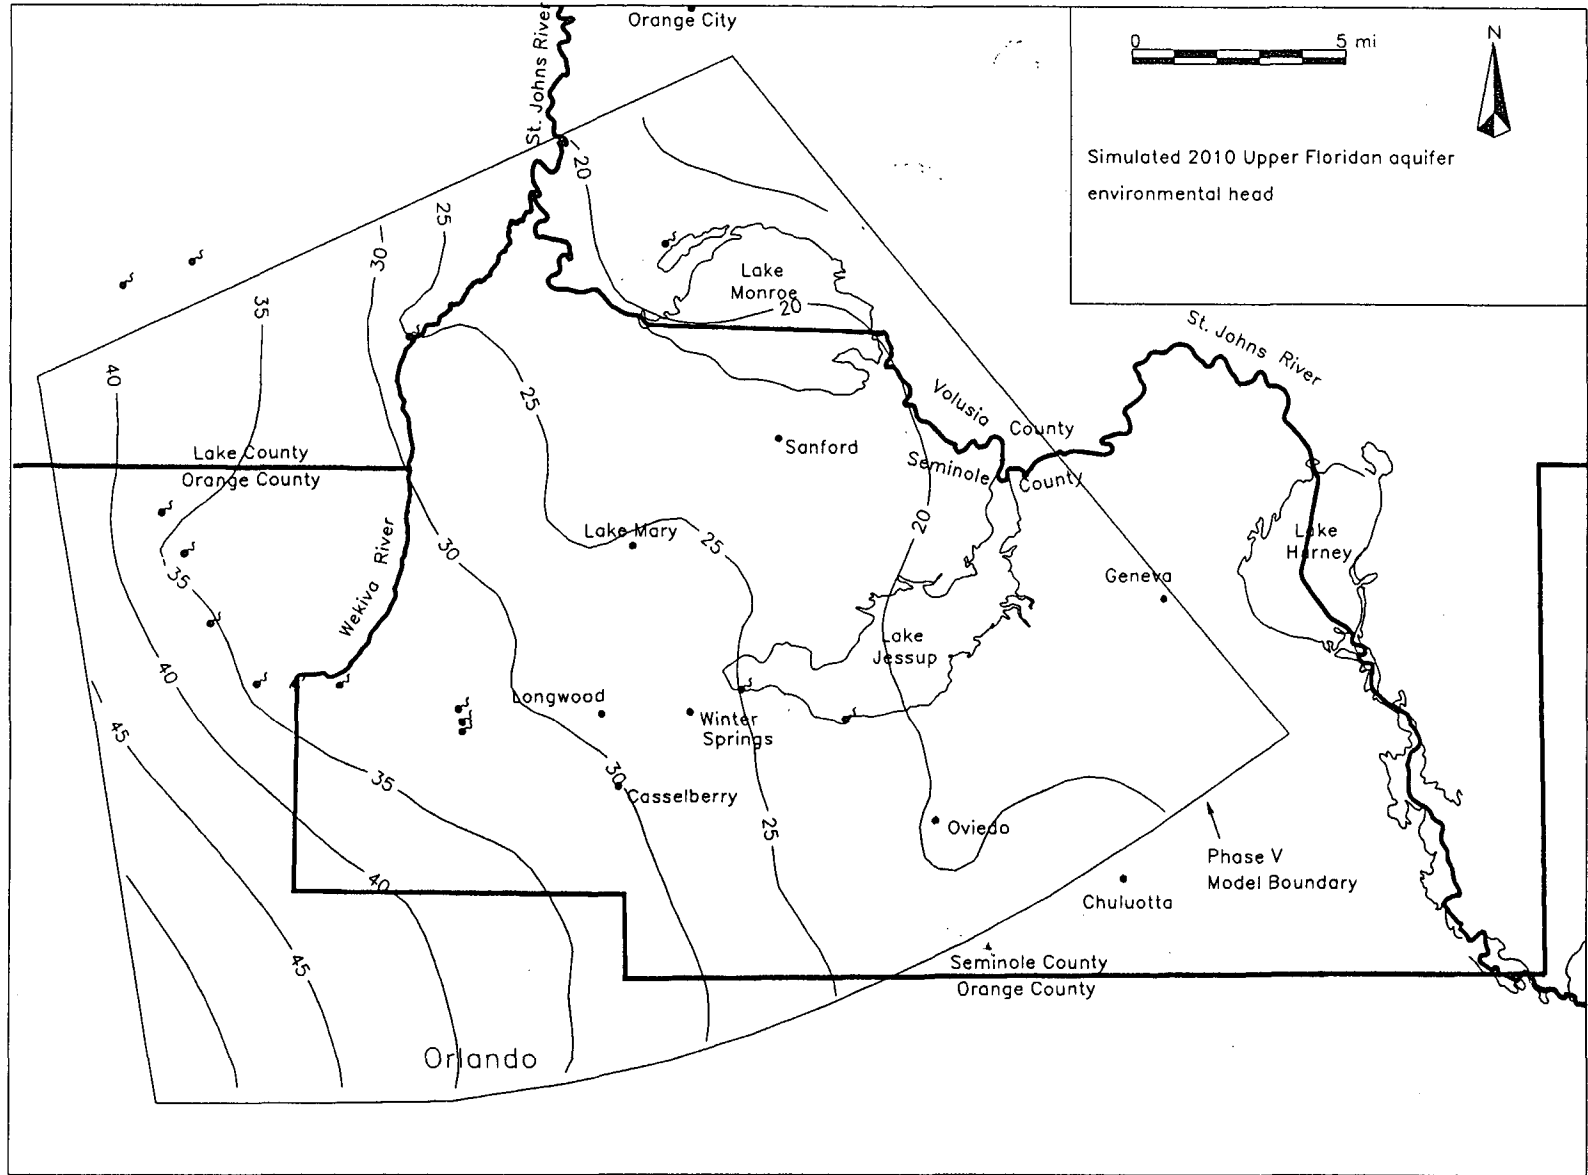 Orange City
St. Johns River
0 5 mi
N
Simulated 2010 Upper Floridan aquifer
environmental head
20
25
30
35
40
Lake
Monroe
20
St. Johns River
25
Volusia
County
Sanford
Seminole
County
Lake County
Orange County
Wekiva River
Lake Mary
25
20
30
35
Lake
Harney
Geneva
Lake
Jessup
40
Longwood
Winter
Springs
45
30
35
Casselberry
25
Oviedo
Phase V
Model Boundary
40
Chuluotta
45
Seminole County
Orange County
Orlando